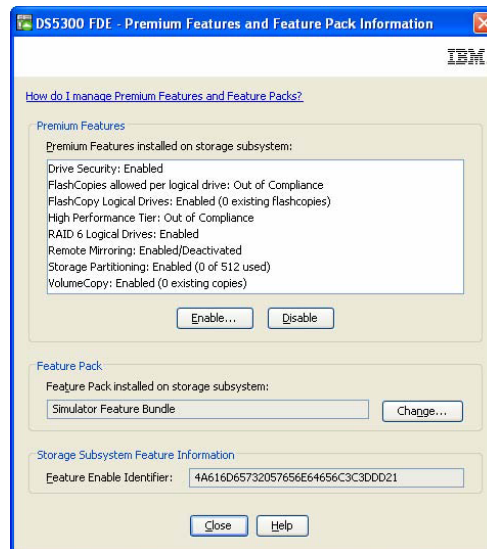 DS5300 FDE - Premium Features and Feature Pack Information
IBM
How do I manage Premium Features and Feature Packs?
Premium Features
Premium Features installed on storage subsystem:
Drive Security: Enabled
FlashCopies allowed per logical drive: Out of Compliance
FlashCopy Logical Drives: Enabled (0 existing flashcopies)
High Performance Tier: Out of Compliance
RAID 6 Logical Drives: Enabled
Remote Mirroring: Enabled/Deactivated
Storage Partitioning: Enabled (0 of 512 used)
VolumeCopy: Enabled (0 existing copies)
Enable... Disable
Feature Pack
Feature Pack installed on storage subsystem:
Simulator Feature Bundle Change...
Storage Subsystem Feature Information
Feature Enable Identifier: 4A616D65732057656E64656C3C3DDD21
Close Help